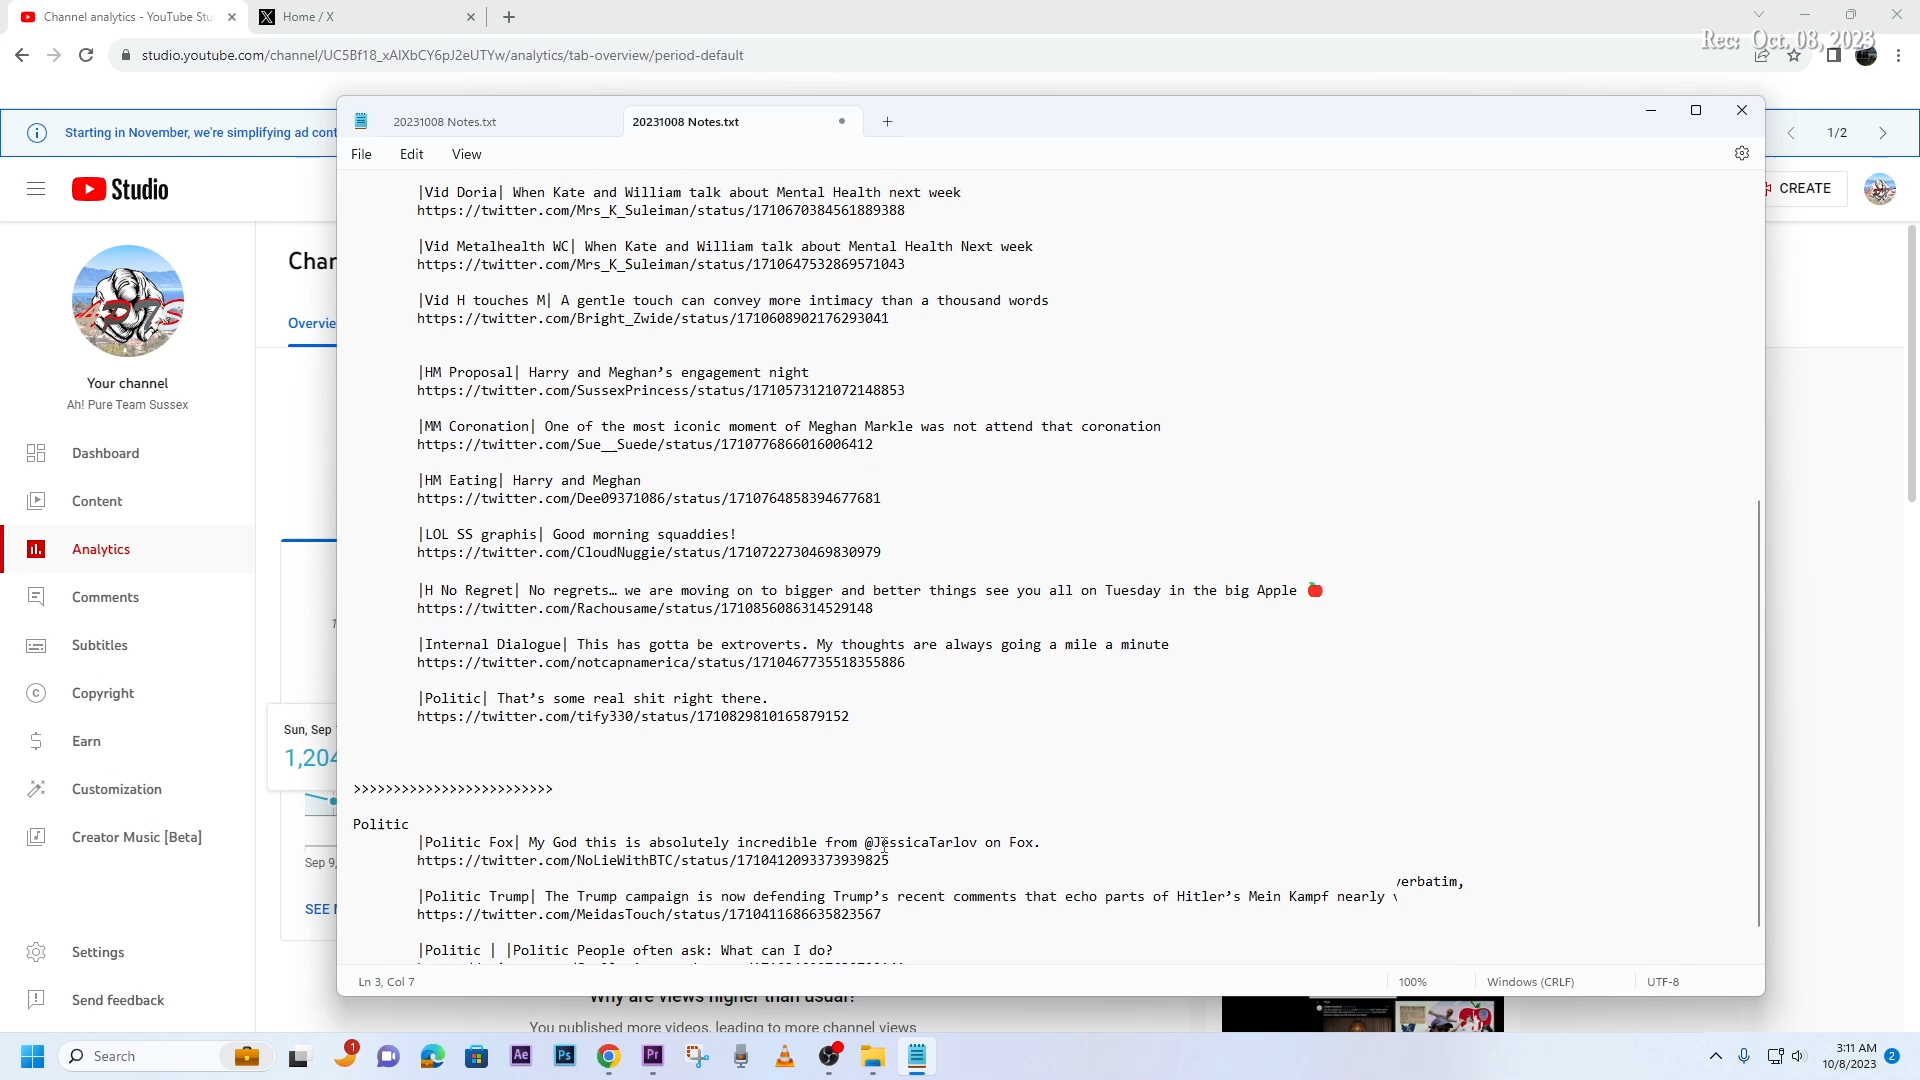 Channel analytics - YouTube Stu
Home / X
studio.youtube.com/channel/UC5Bf18_xAlXbCY6pJ2eUTYw/analytics/tab-overview/period-default
Rec: Oct. 08, 2023
Starting in November, we're simplifying ad cont
1/2
Studio
CREATE
Your channel
Ah! Pure Team Sussex
Dashboard
Content
Analytics
Comments
Subtitles
Copyright
Earn
Customization
Creator Music [Beta]
Settings
Send feedback
Char
Overvie
Sun, Sep
1,204
Sep 9,
SEE
20231008 Notes.txt
20231008 Notes.txt
File Edit View
|Vid Doria| When Kate and William talk about Mental Health next week
https://twitter.com/Mrs_K_Suleiman/status/1710670384561889388
|Vid Metalhealth WC| When Kate and William talk about Mental Health Next week
https://twitter.com/Mrs_K_Suleiman/status/1710647532869571043
|Vid H touches M| A gentle touch can convey more intimacy than a thousand words
https://twitter.com/Bright_Zwide/status/1710608902176293041
|HM Proposal| Harry and Meghan’s engagement night
https://twitter.com/SussexPrincess/status/1710573121072148853
|MM Coronation| One of the most iconic moment of Meghan Markle was not attend that coronation
https://twitter.com/Sue__Suede/status/1710776866016006412
|HM Eating| Harry and Meghan
https://twitter.com/Dee09371086/status/1710764858394677681
|LOL SS graphis| Good morning squaddies!
https://twitter.com/CloudNuggie/status/1710722730469830979
|H No Regret| No regrets… we are moving on to bigger and better things see you all on Tuesday in the big Apple 🍎
https://twitter.com/Rachousame/status/1710856086314529148
|Internal Dialogue| This has gotta be extroverts. My thoughts are always going a mile a minute
https://twitter.com/notcapnamerica/status/1710467735518355886
|Politic| That’s some real shit right there.
https://twitter.com/tify330/status/1710829810165879152
>>>>>>>>>>>>>>>>>>>>>>>>>
Politic
|Politic Fox| My God this is absolutely incredible from @JessicaTarlov on Fox.
https://twitter.com/NoLieWithBTC/status/1710412093373939825
|Politic Trump| The Trump campaign is now defending Trump’s recent comments that echo parts of Hitler’s Mein Kampf nearly verbatim,
https://twitter.com/MeidasTouch/status/1710411686635823567
|Politic | |Politic People often ask: What can I do?
Ln 3, Col 7
100%
Windows (CRLF)
UTF-8
Why are views higher than usual?
You published more videos, leading to more channel views
Search
1
Ae
Ps
Pr
3:11 AM
10/8/2023
2